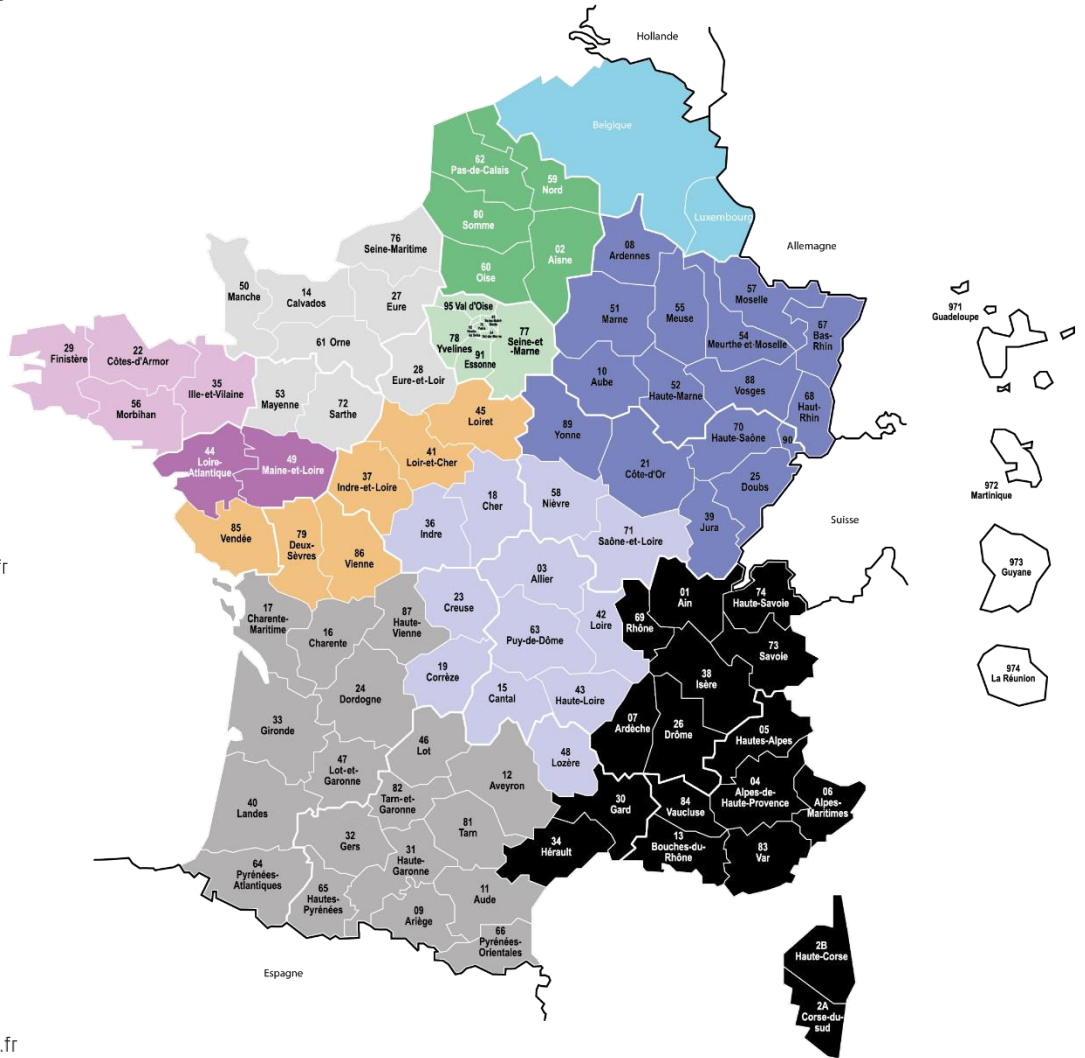 Hollande
Belgique
62
Pas-de-Calais
59
Nord
80
Somme
Luxembourg
76
Seine-Maritime
02
Aisne
08
Ardennes
Allemagne
60
Oise
50
Manche
14
Calvados
27
Eure
57
Moselle
971
Guadeloupe
95 Val d'Oise
51
Marne
55
Meuse
67
Bas-
Rhin
61 Orne
78
Yvelines
77
Seine-et
-Marne
54
Meurthe et-Moselle
29
Finistère
22
Côtes-d'Armor
91
Essonne
28
Eure-et-Loir
10
Aube
52
Haute-Marne
88
Vosges
35
Ille-et-Vilaine
53
Mayenne
72
Sarthe
68
Haut-
Rhin
56
Morbihan
45
Loiret
89
Yonne
70
Haute-Saône
90
44
Loire-
Atlantique
49
Maine-et-Loire
41
Loir-et-Cher
21
Côte-d'Or
37
Indre-et-Loire
25
Doubs
972
Martinique
18
Cher
58
Nièvre
39
Jura
Suisse
36
Indre
71
Saône-et-Loire
85
Vendée
79
Deux-
Sèvres
86
Vienne
973
Guyane
fr
03
Allier
01
Ain
74
Haute-Savoie
23
Creuse
17
Charente-
Maritime
87
Haute-
Vienne
42
Loire
69
Rhône
16
Charente
63
Puy-de-Dôme
73
Savoie
974
La Réunion
19
Corrèze
38
Isère
24
Dordogne
15
Cantal
43
Haute-Loire
33
Gironde
07
Ardèche
26
Drôme
05
Hautes-Alpes
46
Lot
48
Lozère
47
Lot-et-
Garonne
12
Aveyron
04
Alpes-de-
Haute-Provence
06
Alpes-
Maritimes
82
Tarn-et-
Garonne
40
Landes
30
Gard
84
Vaucluse
81
Tarn
32
Gers
34
Hérault
13
Bouches-du-
Rhône
83
Var
31
Haute-
Garonne
64
Pyrénées-
Atlantiques
65
Hautes-
Pyrénées
11
Aude
09
Ariège
66
Pyrénées-
Orientales
2B
Haute-Corse
Espagne
2A
Corse-du-
sud
.fr